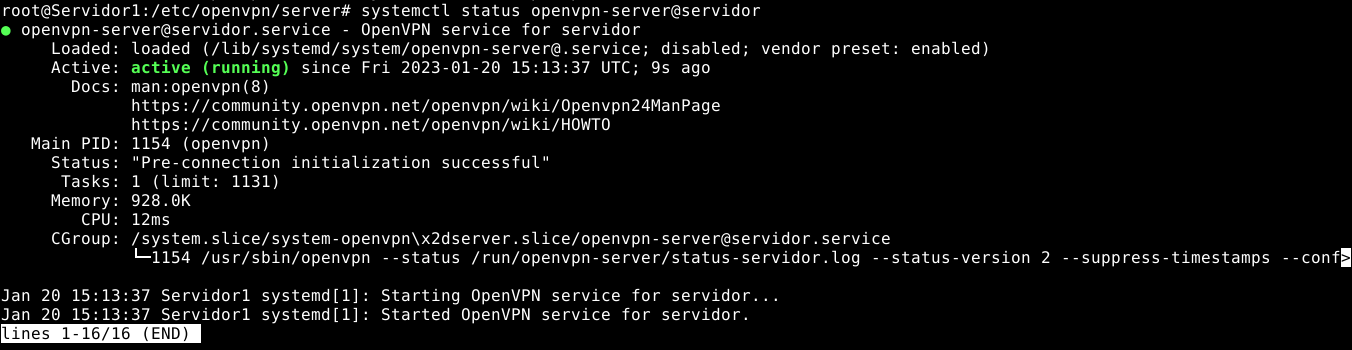 root@Servidor1:/etc/openvpn/server# systemctl status openvpn-server@servidor
● openvpn-server@servidor.service - OpenVPN service for servidor
Loaded: loaded (/lib/systemd/system/openvpn-server@.service; disabled; vendor preset: enabled)
Active: active (running) since Fri 2023-01-20 15:13:37 UTC; 9s ago
Docs: man:openvpn(8)
https://community.openvpn.net/openvpn/wiki/Openvpn24ManPage
https://community.openvpn.net/openvpn/wiki/HOWTO
Main PID: 1154 (openvpn)
Status: "Pre-connection initialization successful"
Tasks: 1 (limit: 1131)
Memory: 928.0K
CPU: 12ms
CGroup: /system.slice/system-openvpn\x2dserver.slice/openvpn-server@servidor.service
└─1154 /usr/sbin/openvpn --status /run/openvpn-server/status-servidor.log --status-version 2 --suppress-timestamps --conf>
Jan 20 15:13:37 Servidor1 systemd[1]: Starting OpenVPN service for servidor...
Jan 20 15:13:37 Servidor1 systemd[1]: Started OpenVPN service for servidor.
lines 1-16/16 (END)